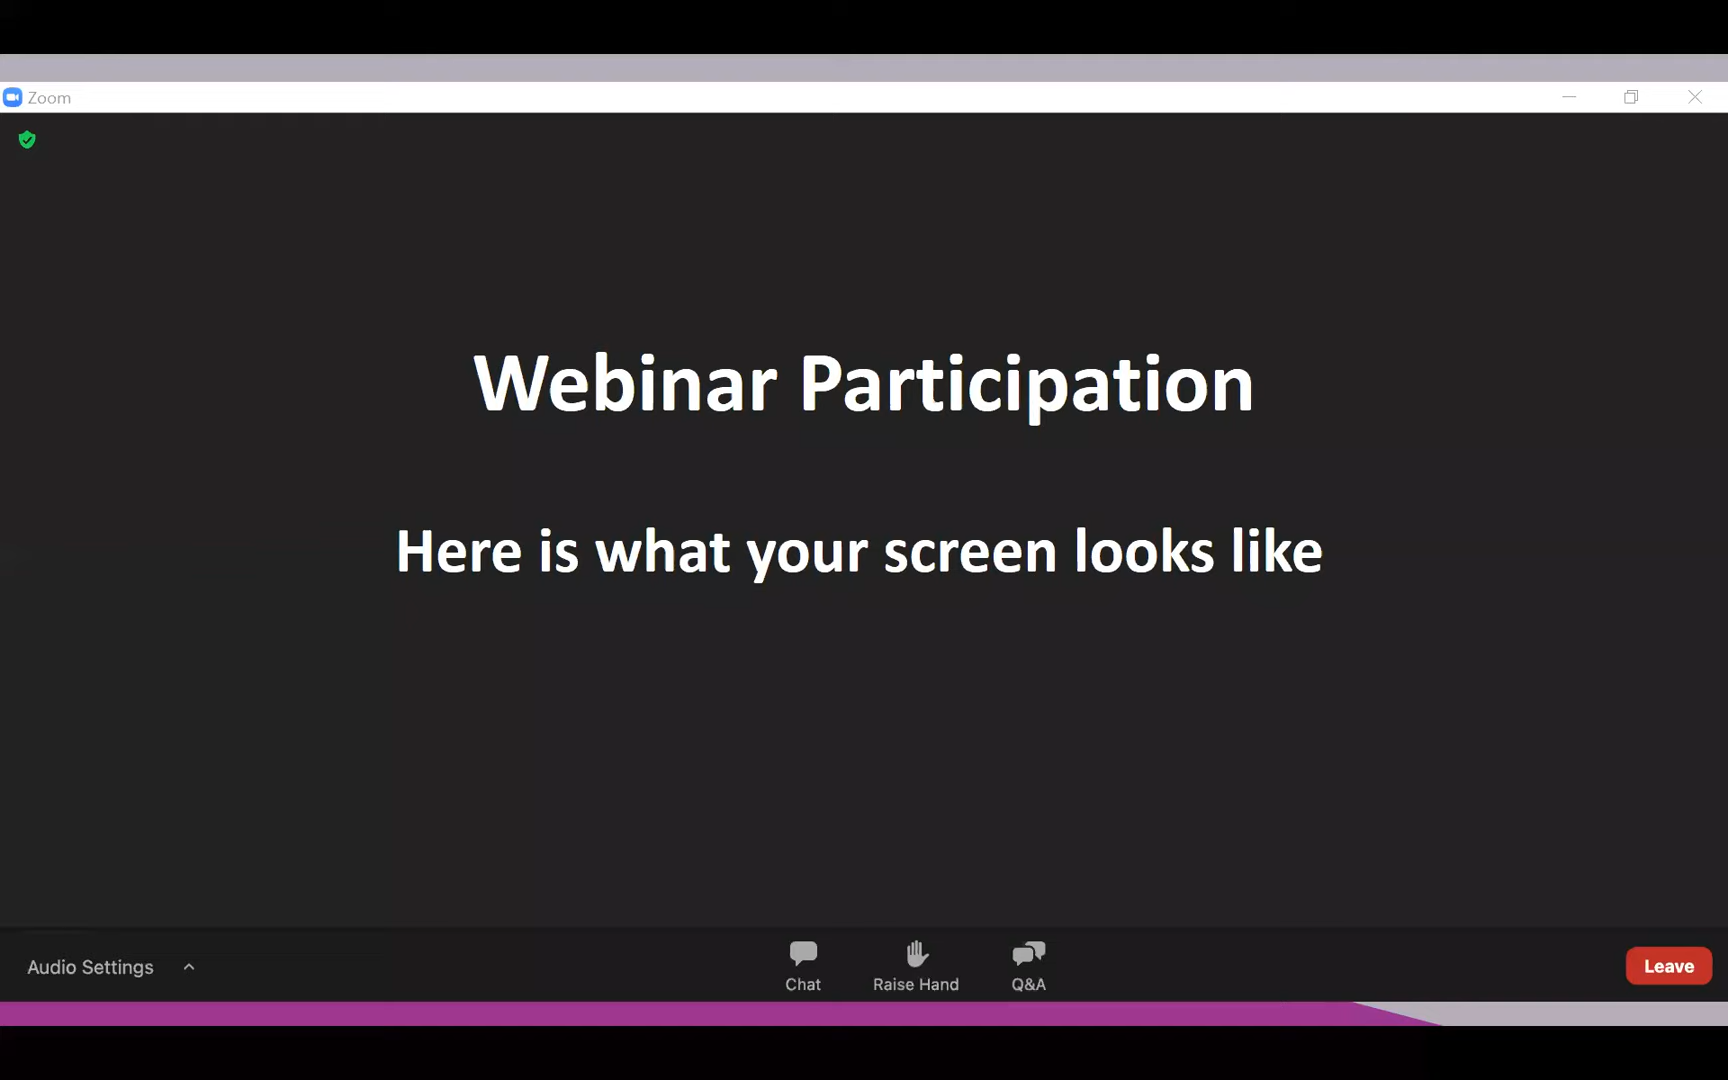 Zoom
Webinar Participation
Here is what your screen looks like
Audio Settings
Chat
Raise Hand
Q&A
Leave